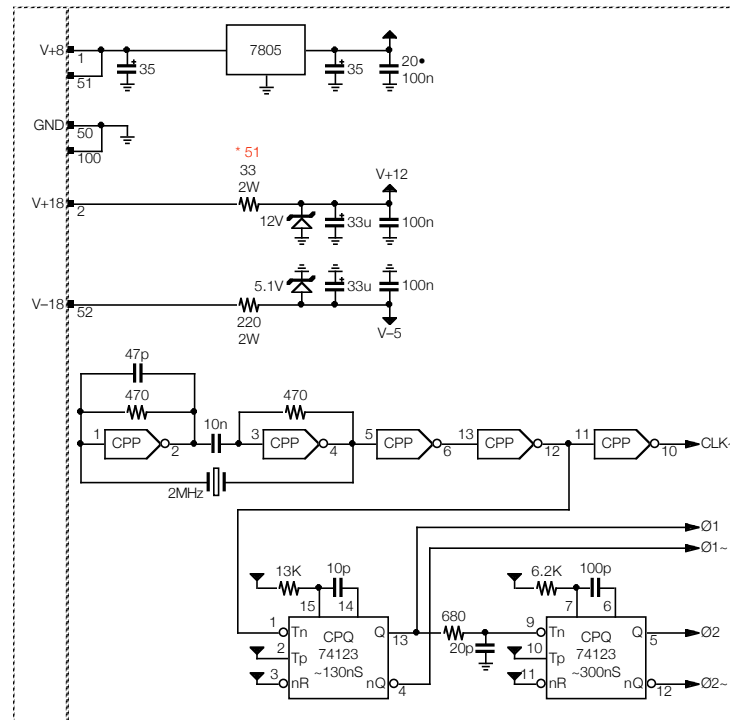 V+8
1
7805
35
35
20•
100n
51
GND
50
100
* 51
33
2W
V+12
V+18
2
12V
33u
100n
5.1V
33u
100n
V–18
52
220
2W
V–5
47p
470
10n
470
1
CPP
2
3
CPP
4
5
CPP
6
13
CPP
12
11
CPP
10
CLK~
2MHz
Ø1
Ø1~
13K
10p
6.2K
100p
15
14
7
6
1
Tn
CPQ
Q
13
680
9
Tn
CPQ
Q
5
Ø2
2
Tp
74123
20p
10
Tp
74123
~130nS
~300nS
3
nR
nQ
4
11
nR
nQ
12
Ø2~